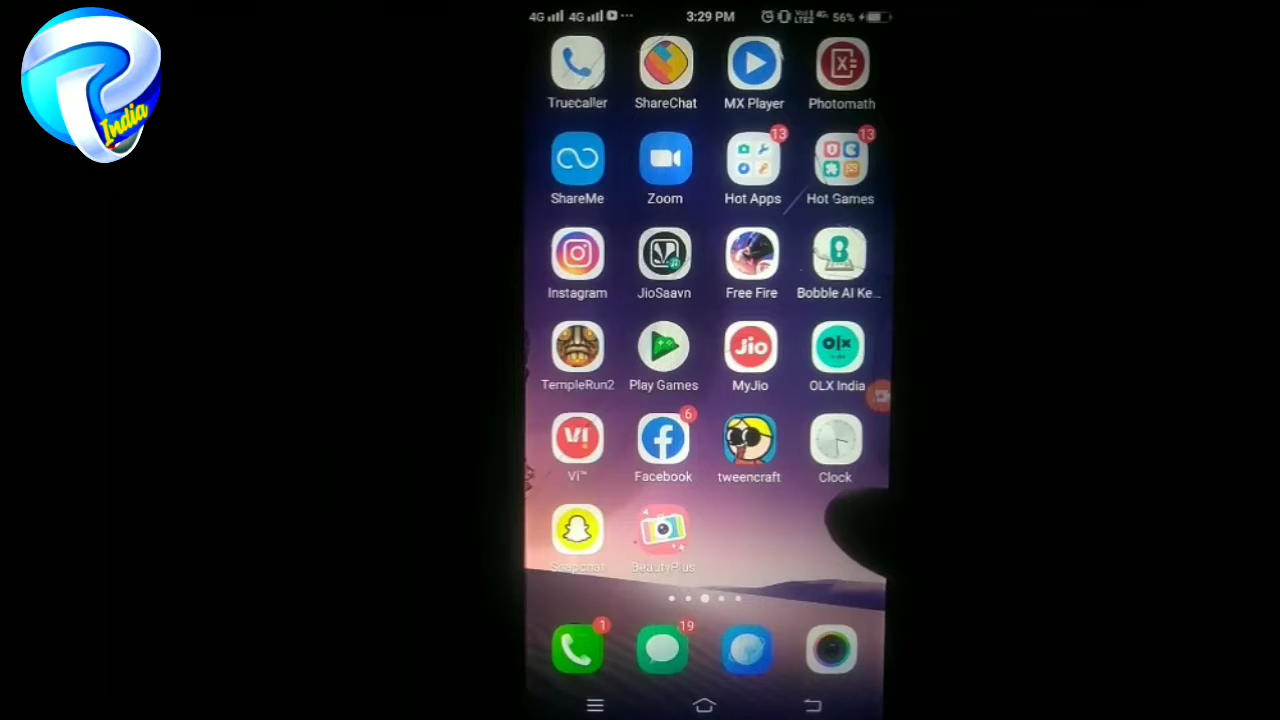 India
4G 4G 3:29 PM 4G 56%
Truecaller ShareChat MX Player Photomath
13 13
ShareMe Zoom Hot Apps Hot Games
Instagram JioSaavn Free Fire Bobble AI Ke...
Jio olx
TempleRun2 Play Games MyJio OLX India
6
Vi™ Facebook tweencraft Clock
Snapchat BeautyPlus
1 19